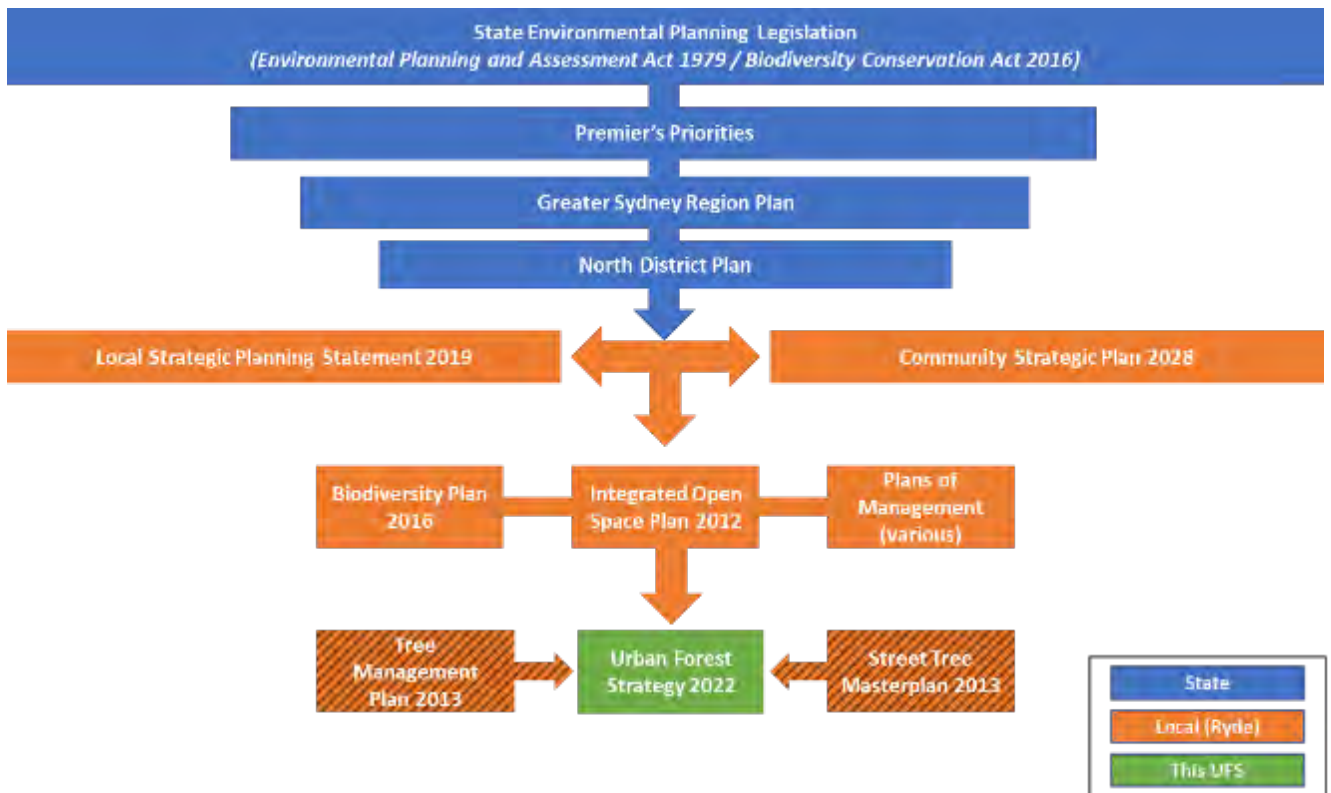 State Environmental Planning Legislation
(Environmental Planning and Assessment Act 1979 / Biodiversity Conservation Act 2016)
Premier's Priorities
Greater Sydney Region Plan
North District Plan
Local Strategic Planning Statement 2019
Community Strategic Plan 2028
Biodiversity Plan
2016
Integrated Open
Space Plan 2012
Plans of
Management
(various)
Tree
Management
Plan 2013
Urban Forest
Strategy 2022
Street Tree
Masterplan 2013
State
Local (Ryde)
This UFS